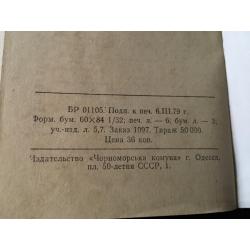 БР 01105. Подп. к печ. 6.III.79 г.
Форм. бум. 60×84 1/32; печ. л. — 6; бум. л. — 3;
уч.-изд. л. 5,7. Заказ 1097. Тираж 50 000.
Цена 36 коп.
Издательство «Чорноморська комуна» г. Одесса,
пл. 50-летия СССР, 1.